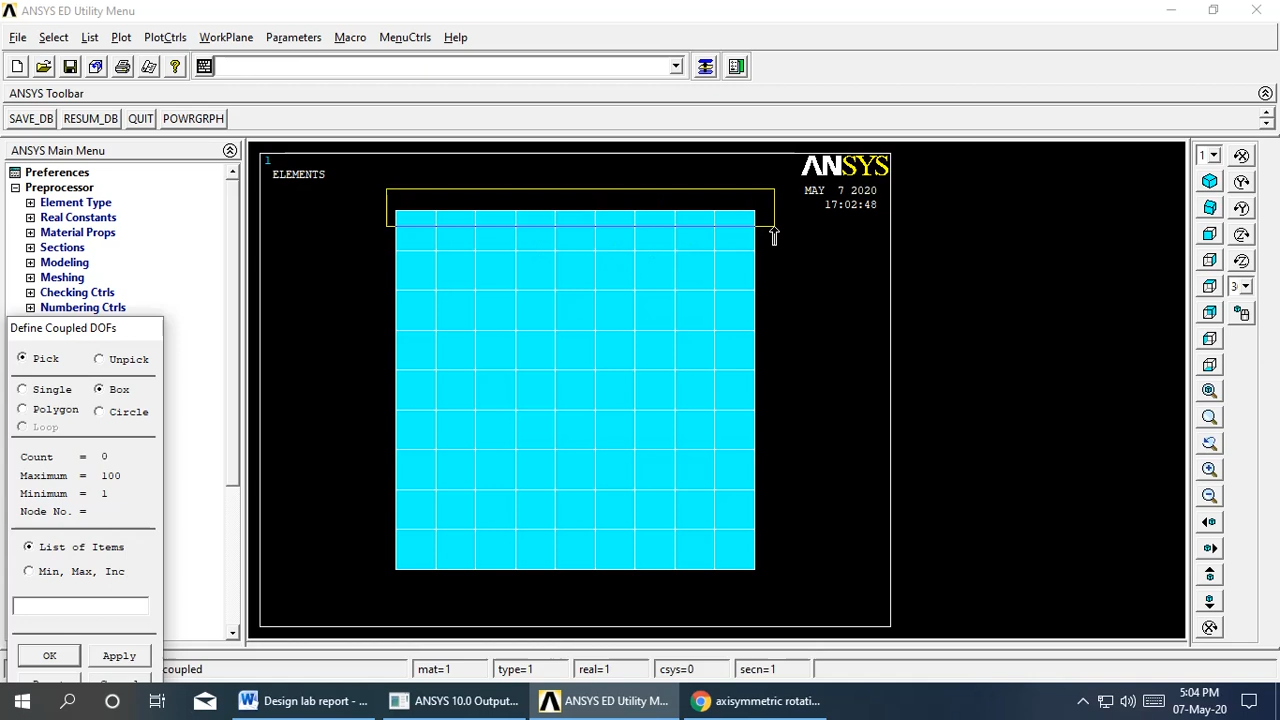 ANSYS ED Utility Menu
File Select List Plot PlotCtrls WorkPlane Parameters Macro MenuCtrls Help
ANSYS Toolbar
SAVE_DB RESUM_DB QUIT POWRGRPH
ANSYS Main Menu
Preferences
Preprocessor
Element Type
Real Constants
Material Props
Sections
Modeling
Meshing
Checking Ctrls
Numbering Ctrls
Define Coupled DOFs
Pick Unpick
Single Box
Polygon Circle
Loop
Count = 0
Maximum = 100
Minimum = 1
Node No. =
List of Items
Min, Max, Inc
OK Apply
1
ELEMENTS
ANSYS
MAY 7 2020
17:02:48
1
3
coupled mat=1 type=1 real=1 csys=0 secn=1
Design lab report - ... ANSYS 10.0 Output... ANSYS ED Utility M... axisymmetric rotati...
5:04 PM
07-May-20